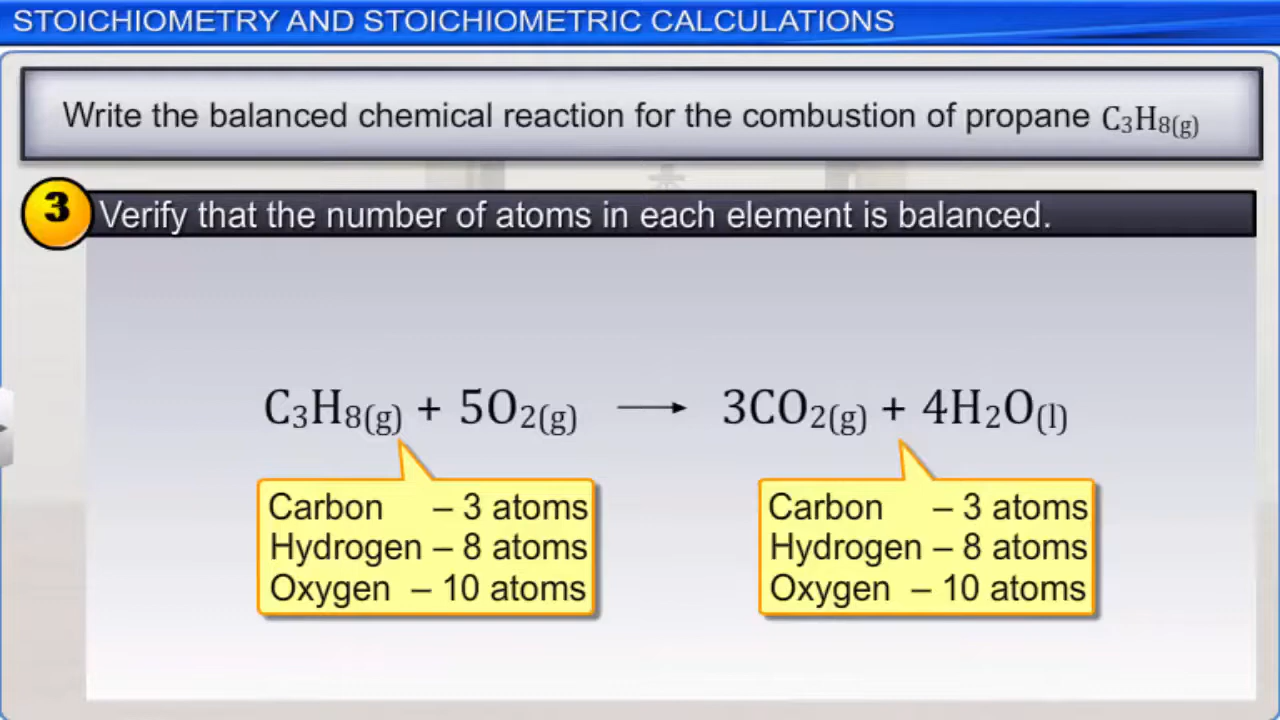 STOICHIOMETRY AND STOICHIOMETRIC CALCULATIONS
Write the balanced chemical reaction for the combustion of propane C₃H₈(g)
3 Verify that the number of atoms in each element is balanced.
C₃H₈(g) + 5O₂(g) ⟶ 3CO₂(g) + 4H₂O(l)
Carbon – 3 atoms
Hydrogen – 8 atoms
Oxygen – 10 atoms
Carbon – 3 atoms
Hydrogen – 8 atoms
Oxygen – 10 atoms